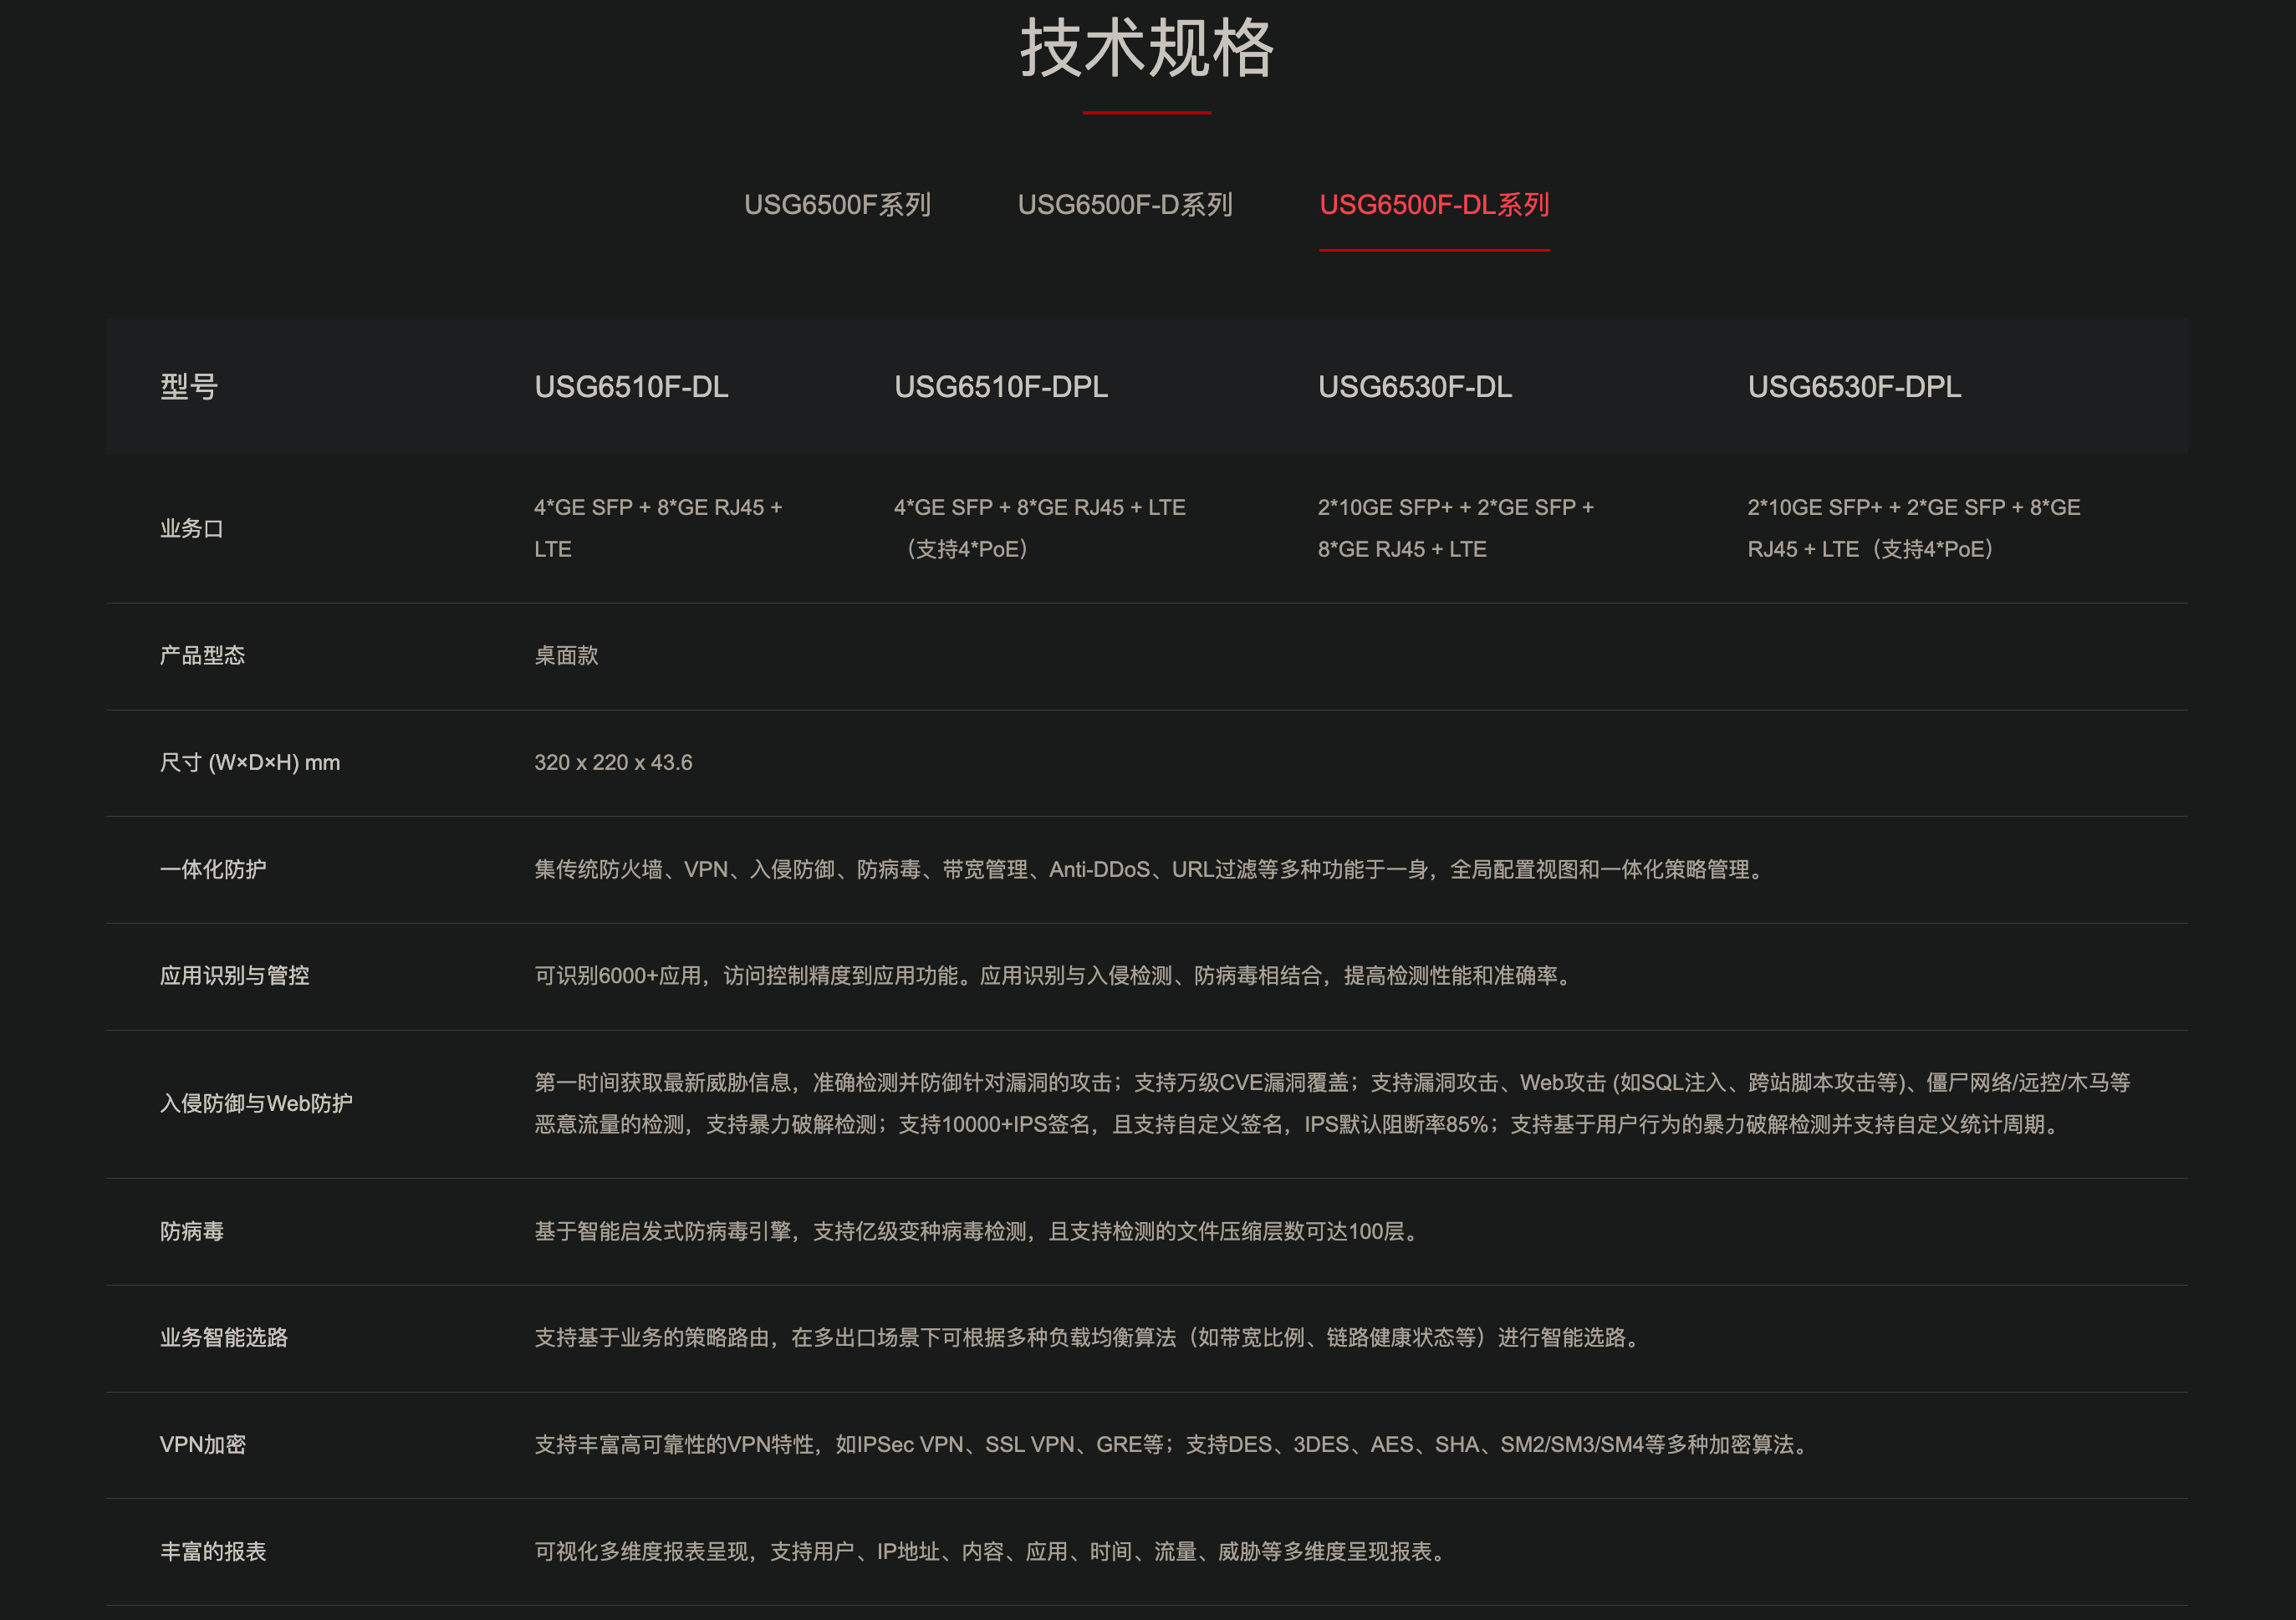 技术规格
USG6500F系列 USG6500F-D系列 USG6500F-DL系列
型号 USG6510F-DL USG6510F-DPL USG6530F-DL USG6530F-DPL
业务口
4*GE SFP + 8*GE RJ45 +
LTE
4*GE SFP + 8*GE RJ45 + LTE
（支持4*PoE）
2*10GE SFP+ + 2*GE SFP +
8*GE RJ45 + LTE
2*10GE SFP+ + 2*GE SFP + 8*GE
RJ45 + LTE（支持4*PoE）
产品型态 桌面款
尺寸 (W×D×H) mm 320 x 220 x 43.6
一体化防护 集传统防火墙、VPN、入侵防御、防病毒、带宽管理、Anti-DDoS、URL过滤等多种功能于一身，全局配置视图和一体化策略管理。
应用识别与管控 可识别6000+应用，访问控制精度到应用功能。应用识别与入侵检测、防病毒相结合，提高检测性能和准确率。
入侵防御与Web防护
第一时间获取最新威胁信息，准确检测并防御针对漏洞的攻击；支持万级CVE漏洞覆盖；支持漏洞攻击、Web攻击 (如SQL注入、跨站脚本攻击等)、僵尸网络/远控/木马等
恶意流量的检测，支持暴力破解检测；支持10000+IPS签名，且支持自定义签名，IPS默认阻断率85%；支持基于用户行为的暴力破解检测并支持自定义统计周期。
防病毒 基于智能启发式防病毒引擎，支持亿级变种病毒检测，且支持检测的文件压缩层数可达100层。
业务智能选路 支持基于业务的策略路由，在多出口场景下可根据多种负载均衡算法（如带宽比例、链路健康状态等）进行智能选路。
VPN加密 支持丰富高可靠性的VPN特性，如IPSec VPN、SSL VPN、GRE等；支持DES、3DES、AES、SHA、SM2/SM3/SM4等多种加密算法。
丰富的报表 可视化多维度报表呈现，支持用户、IP地址、内容、应用、时间、流量、威胁等多维度呈现报表。